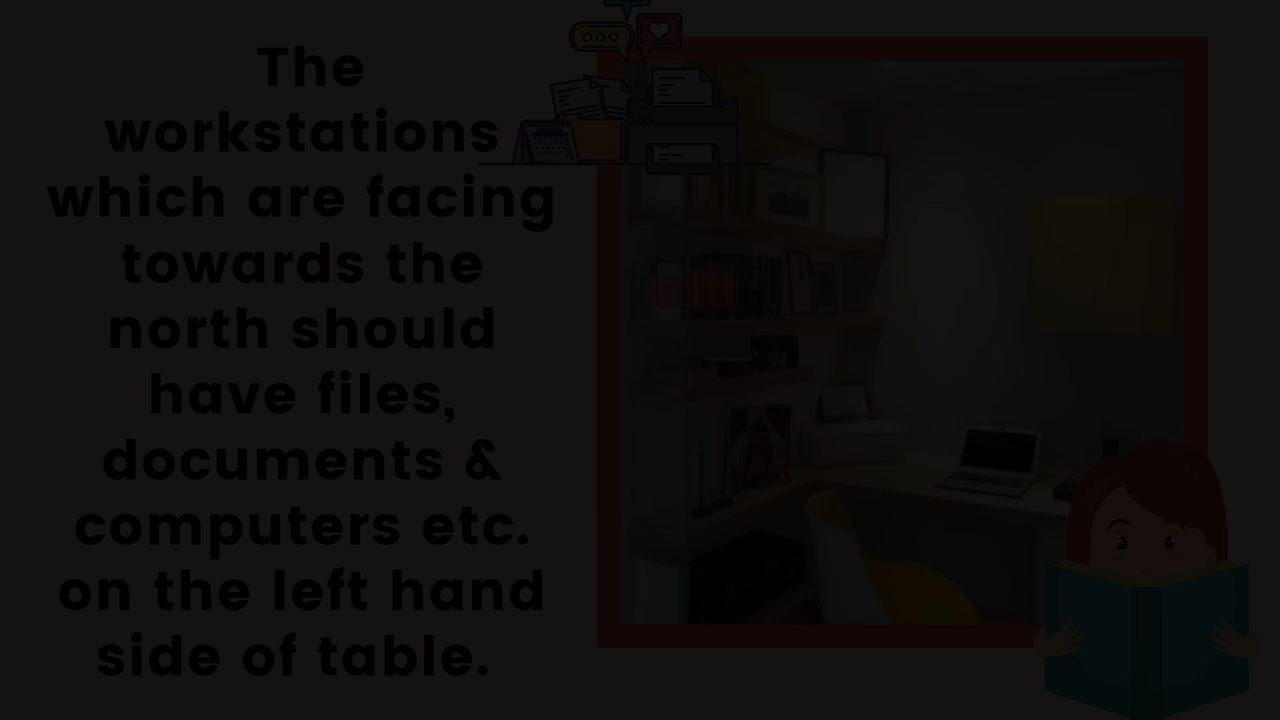 The
workstations
which are facing
towards the
north should
have files,
documents &
computers etc.
on the left hand
side of table.